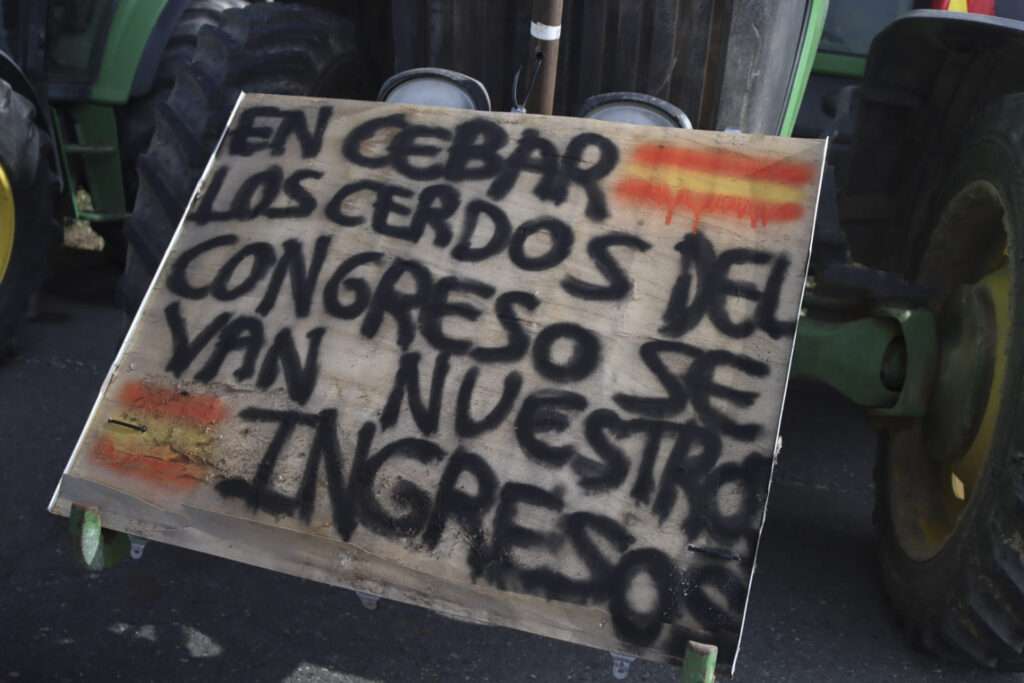 EN CEBAR
LOS CERDOS DEL
CONGRESO SE
VAN NUESTRO
INGRESOS